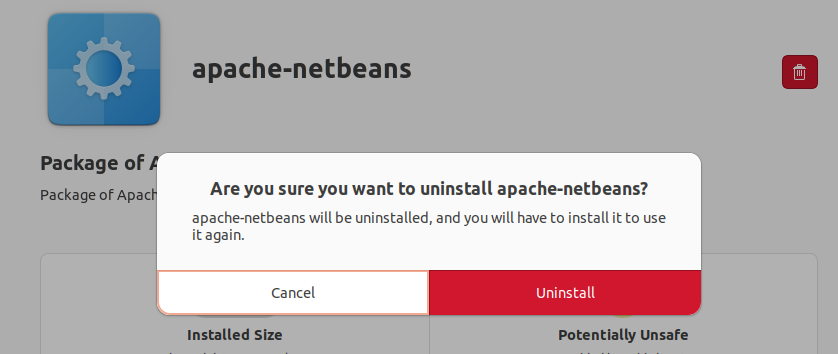 apache-netbeans
Package of A
Package of Apach
Are you sure you want to uninstall apache-netbeans?
apache-netbeans will be uninstalled, and you will have to install it to use
it again.
Cancel
Uninstall
Installed Size
Potentially Unsafe